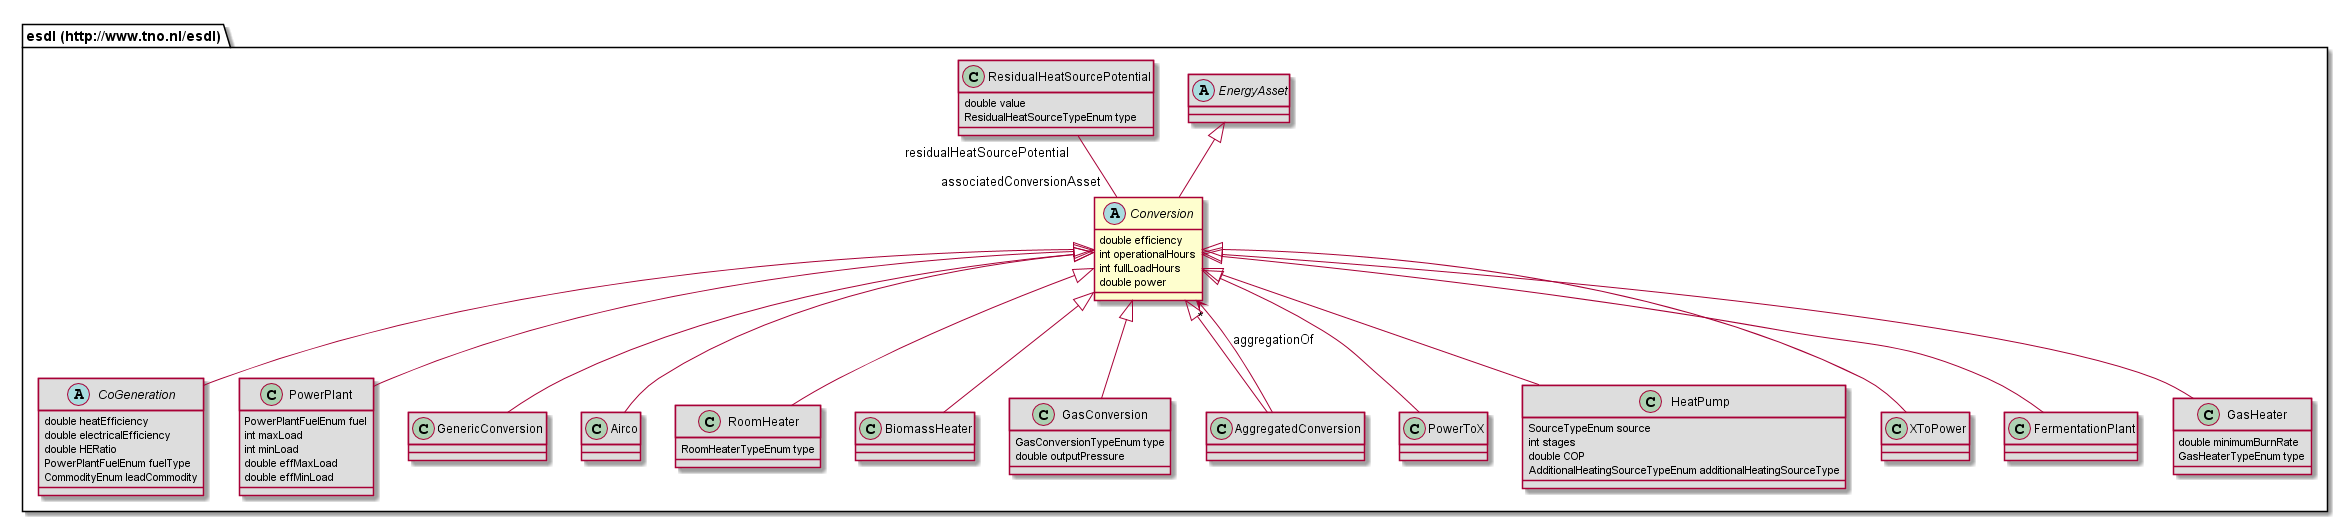 esdl (http://www.tno.nl/esdl)
C ResidualHeatSourcePotential
double value
ResidualHeatSourceTypeEnum type
A EnergyAsset
residualHeatSourcePotential
associatedConversionAsset
A Conversion
double efficiency
int operationalHours
int fullLoadHours
double power
*
aggregationOf
A CoGeneration
double heatEfficiency
double electricalEfficiency
double HERatio
PowerPlantFuelEnum fuelType
CommodityEnum leadCommodity
C PowerPlant
PowerPlantFuelEnum fuel
int maxLoad
int minLoad
double effMaxLoad
double effMinLoad
C GenericConversion
C Airco
C RoomHeater
RoomHeaterTypeEnum type
C BiomassHeater
C GasConversion
GasConversionTypeEnum type
double outputPressure
C AggregatedConversion
C PowerToX
C HeatPump
SourceTypeEnum source
int stages
double COP
AdditionalHeatingSourceTypeEnum additionalHeatingSourceType
C XToPower
C FermentationPlant
C GasHeater
double minimumBurnRate
GasHeaterTypeEnum type